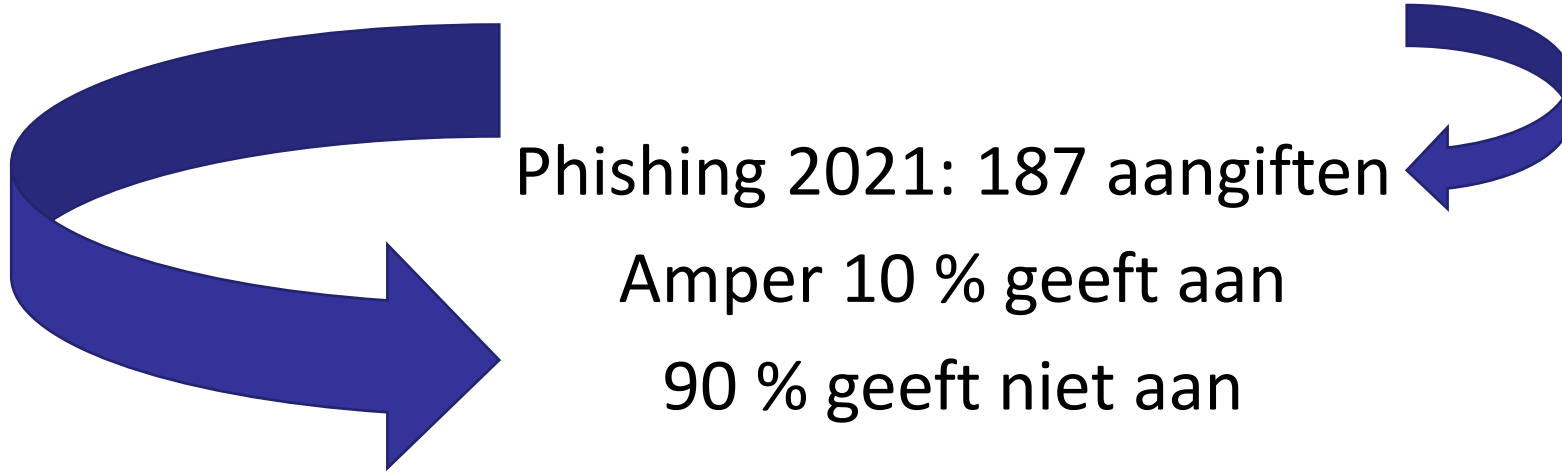 Phishing 2021: 187 aangiften
Amper 10 % geeft aan
90 % geeft niet aan